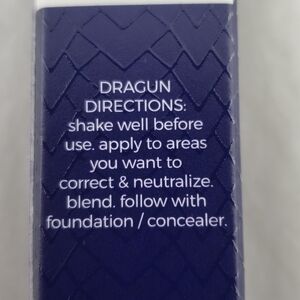 DRAGUN
DIRECTIONS:
shake well before
use. apply to areas
you want to
correct & neutralize.
blend. follow with
foundation / concealer.